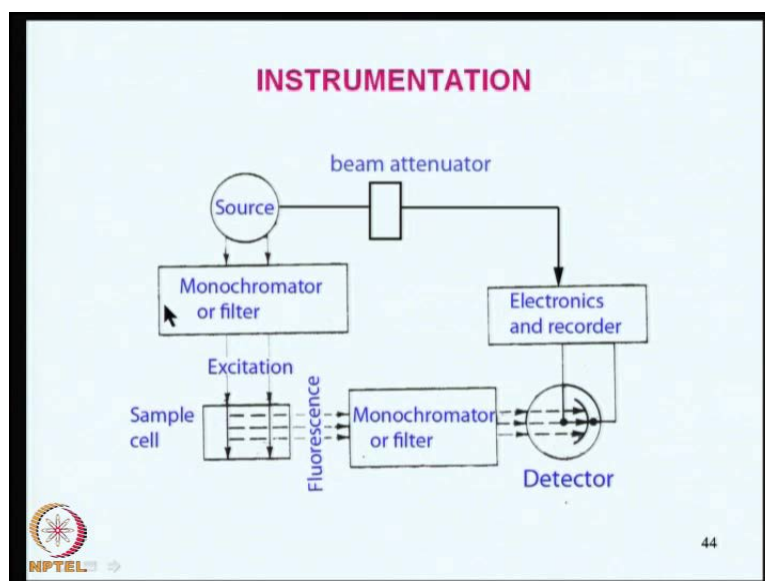 INSTRUMENTATION
beam attenuator
Source
Monochromator
or filter
Electronics
and recorder
Excitation
Sample
cell
Fluorescence
Monochromator
or filter
Detector
44
NPTEL